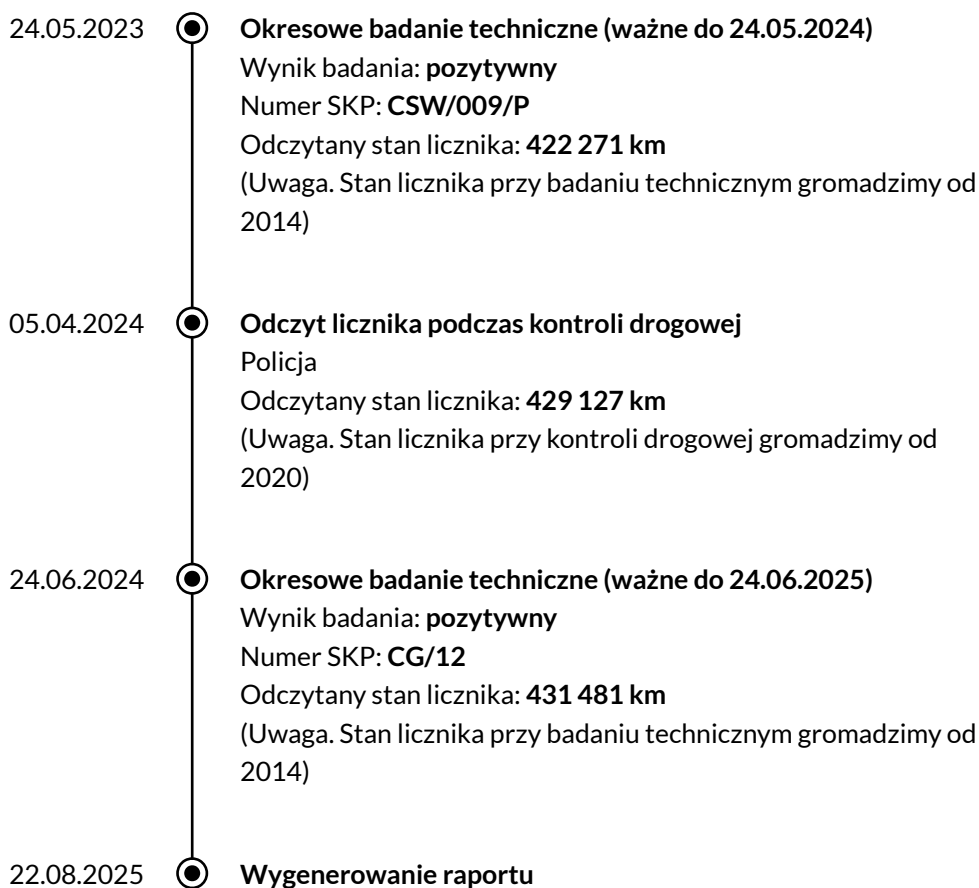 24.05.2023 Okresowe badanie techniczne (ważne do 24.05.2024)
Wynik badania: pozytywny
Numer SKP: CSW/009/P
Odczytany stan licznika: 422 271 km
(Uwaga. Stan licznika przy badaniu technicznym gromadzimy od
2014)
05.04.2024 Odczyt licznika podczas kontroli drogowej
Policja
Odczytany stan licznika: 429 127 km
(Uwaga. Stan licznika przy kontroli drogowej gromadzimy od
2020)
24.06.2024 Okresowe badanie techniczne (ważne do 24.06.2025)
Wynik badania: pozytywny
Numer SKP: CG/12
Odczytany stan licznika: 431 481 km
(Uwaga. Stan licznika przy badaniu technicznym gromadzimy od
2014)
22.08.2025 Wygenerowanie raportu